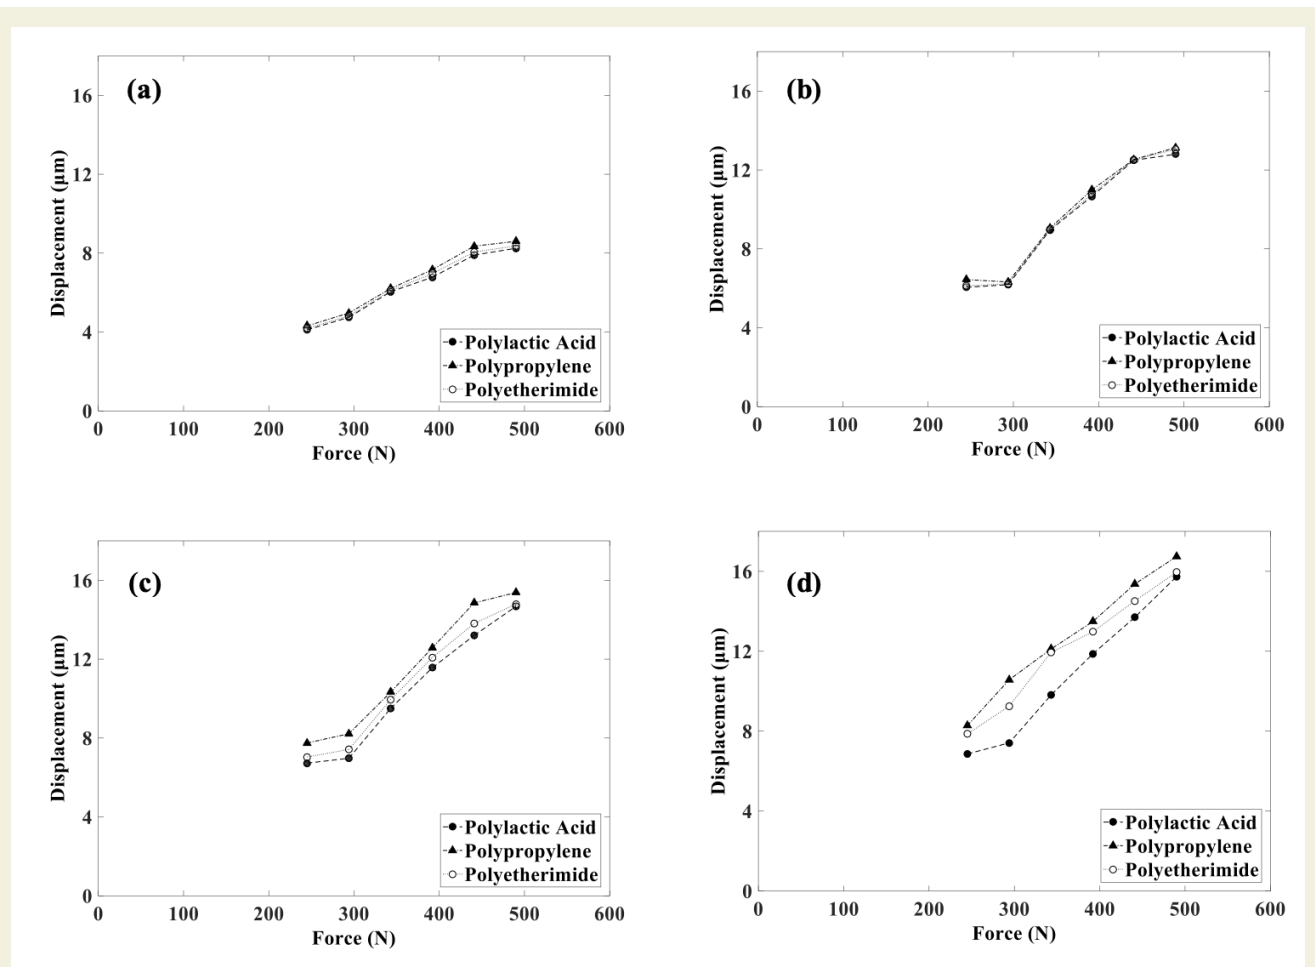 (a)
16
12
8
4
0
Displacement (µm)
Polylactic Acid
Polypropylene
Polyetherimide
0 100 200 300 400 500 600
Force (N)
(b)
16
12
8
4
0
Displacement (µm)
Polylactic Acid
Polypropylene
Polyetherimide
0 100 200 300 400 500 600
Force (N)
(c)
16
12
8
4
0
Displacement (µm)
Polylactic Acid
Polypropylene
Polyetherimide
0 100 200 300 400 500 600
Force (N)
(d)
16
12
8
4
0
Displacement (µm)
Polylactic Acid
Polypropylene
Polyetherimide
0 100 200 300 400 500 600
Force (N)